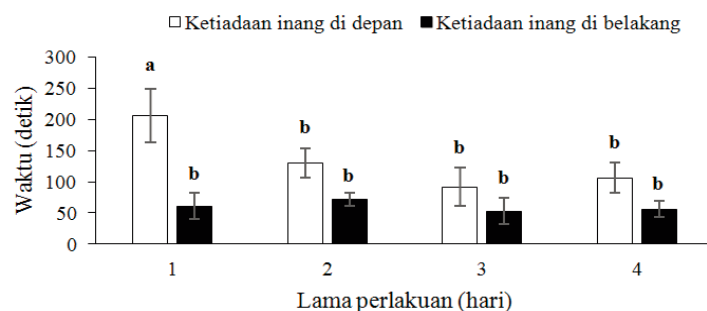 Ketiadaan inang di depan Ketiadaan inang di belakang
Waktu (detik)
300
250
200
150
100
50
0
a
b
b
b
b
b
b
b
1 2 3 4
Lama perlakuan (hari)